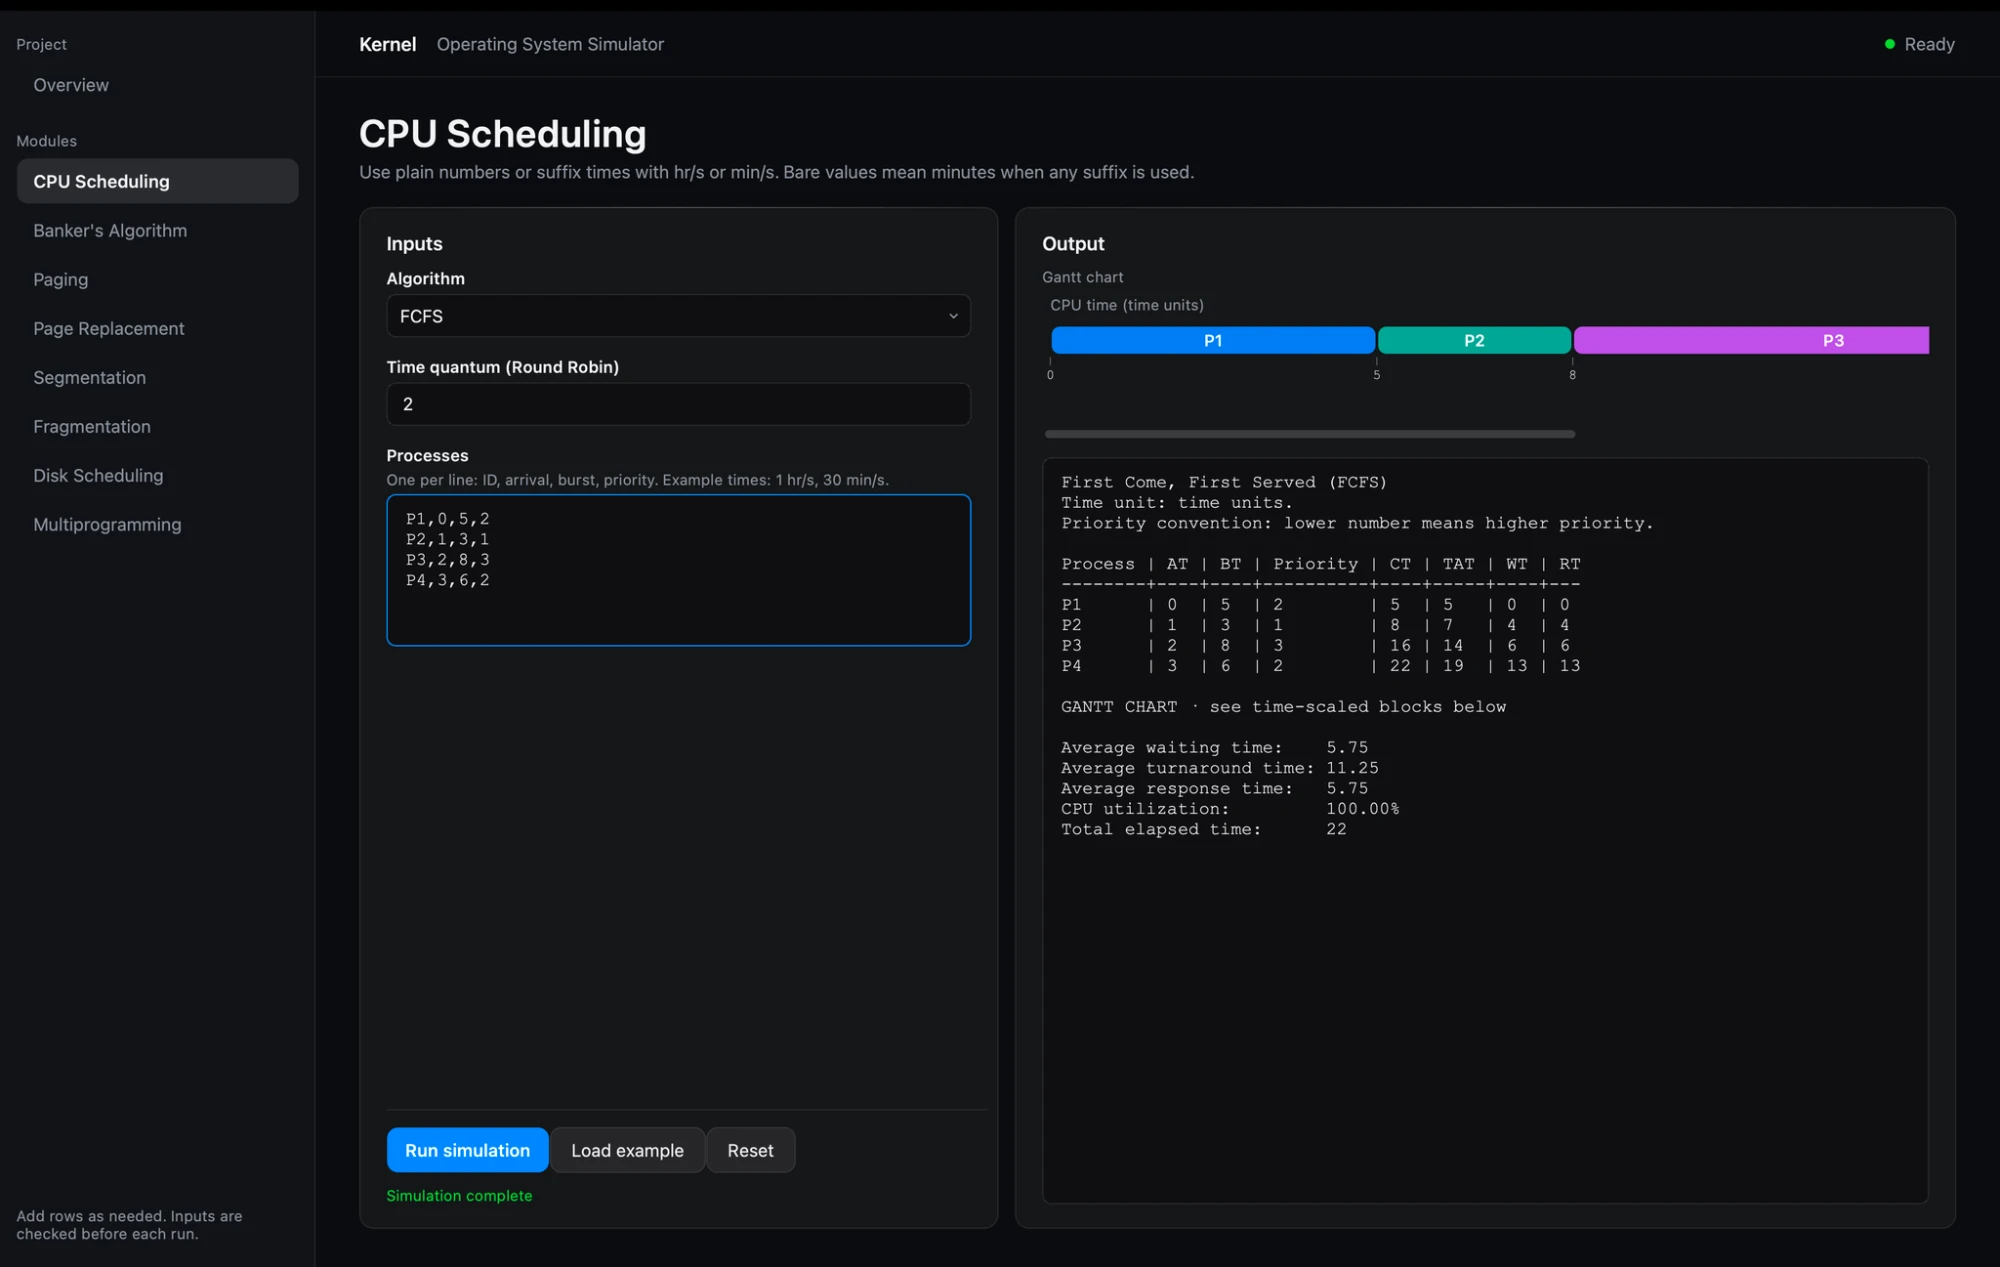 Project
Overview
Modules
CPU Scheduling
Banker's Algorithm
Paging
Page Replacement
Segmentation
Fragmentation
Disk Scheduling
Multiprogramming
Add rows as needed. Inputs are
checked before each run.
Kernel Operating System Simulator
Ready
CPU Scheduling
Use plain numbers or suffix times with hr/s or min/s. Bare values mean minutes when any suffix is used.
Inputs
Algorithm
FCFS
Time quantum (Round Robin)
2
Processes
One per line: ID, arrival, burst, priority. Example times: 1 hr/s, 30 min/s.
P1,0,5,2
P2,1,3,1
P3,2,8,3
P4,3,6,2
Run simulation Load example Reset
Simulation complete
Output
Gantt chart
CPU time (time units)
P1 P2 P3
0 5 8
First Come, First Served (FCFS)
Time unit: time units.
Priority convention: lower number means higher priority.
Process | AT | BT | Priority | CT | TAT | WT | RT
--------+----+----+----------+----+-----+----+---
P1      | 0  | 5  | 2        | 5  | 5   | 0  | 0
P2      | 1  | 3  | 1        | 8  | 7   | 4  | 4
P3      | 2  | 8  | 3        | 16 | 14  | 6  | 6
P4      | 3  | 6  | 2        | 22 | 19  | 13 | 13
GANTT CHART · see time-scaled blocks below
Average waiting time:    5.75
Average turnaround time: 11.25
Average response time:   5.75
CPU utilization:         100.00%
Total elapsed time:      22